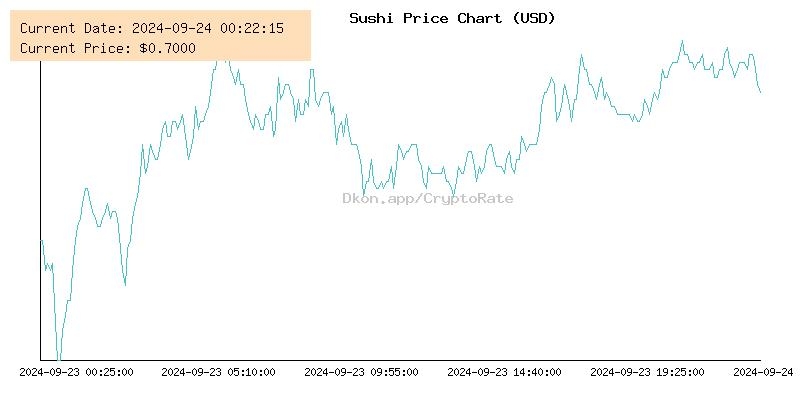 Sushi Price Chart (USD)
Current Date: 2024-09-24 00:22:15
Current Price: $0.7000
Dkon.app/CryptoRate
2024-09-23 00:25:00 2024-09-23 05:10:00 2024-09-23 09:55:00 2024-09-23 14:40:00 2024-09-23 19:25:00 2024-09-24